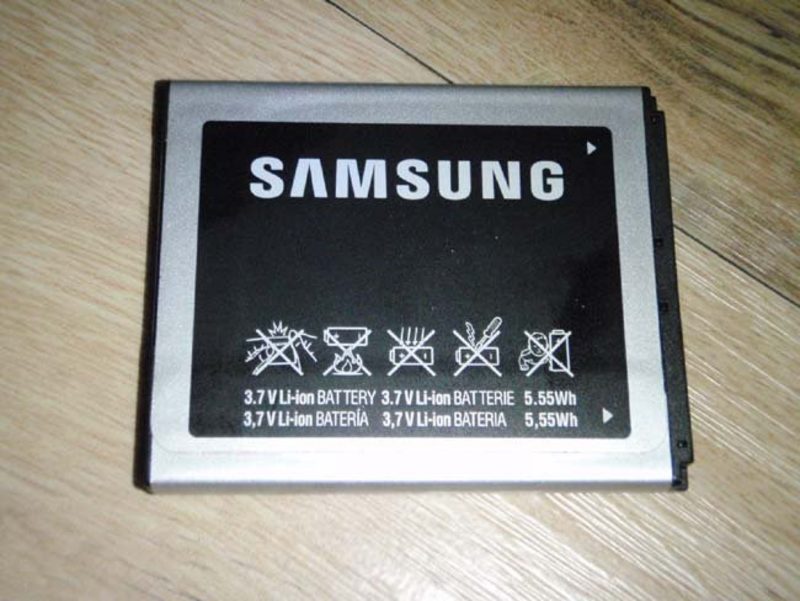 SAMSUNG
3.7 V Li-ion BATTERY 3.7 V Li-ion BATTERIE 5.55Wh
3,7 V Li-ion BATERÍA 3,7 V Li-ion BATERIA 5,55Wh